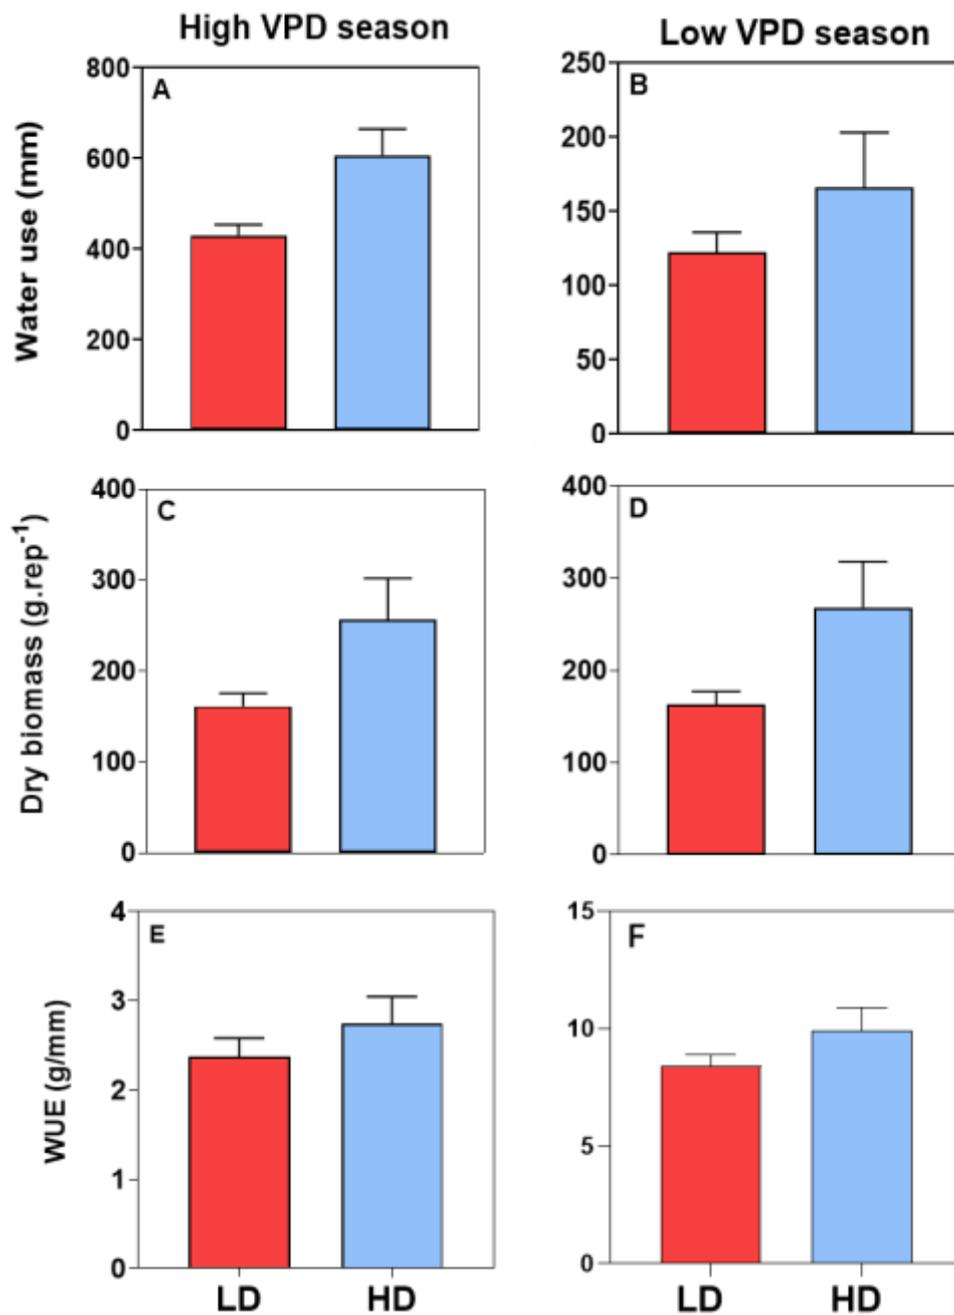 High VPD season
Low VPD season
Water use (mm)
800
600
400
200
0
A
250
200
150
100
50
0
B
Dry biomass (g.rep⁻¹)
400
300
200
100
0
C
400
300
200
100
0
D
WUE (g/mm)
4
3
2
1
0
E
15
10
5
0
F
LD HD
LD HD